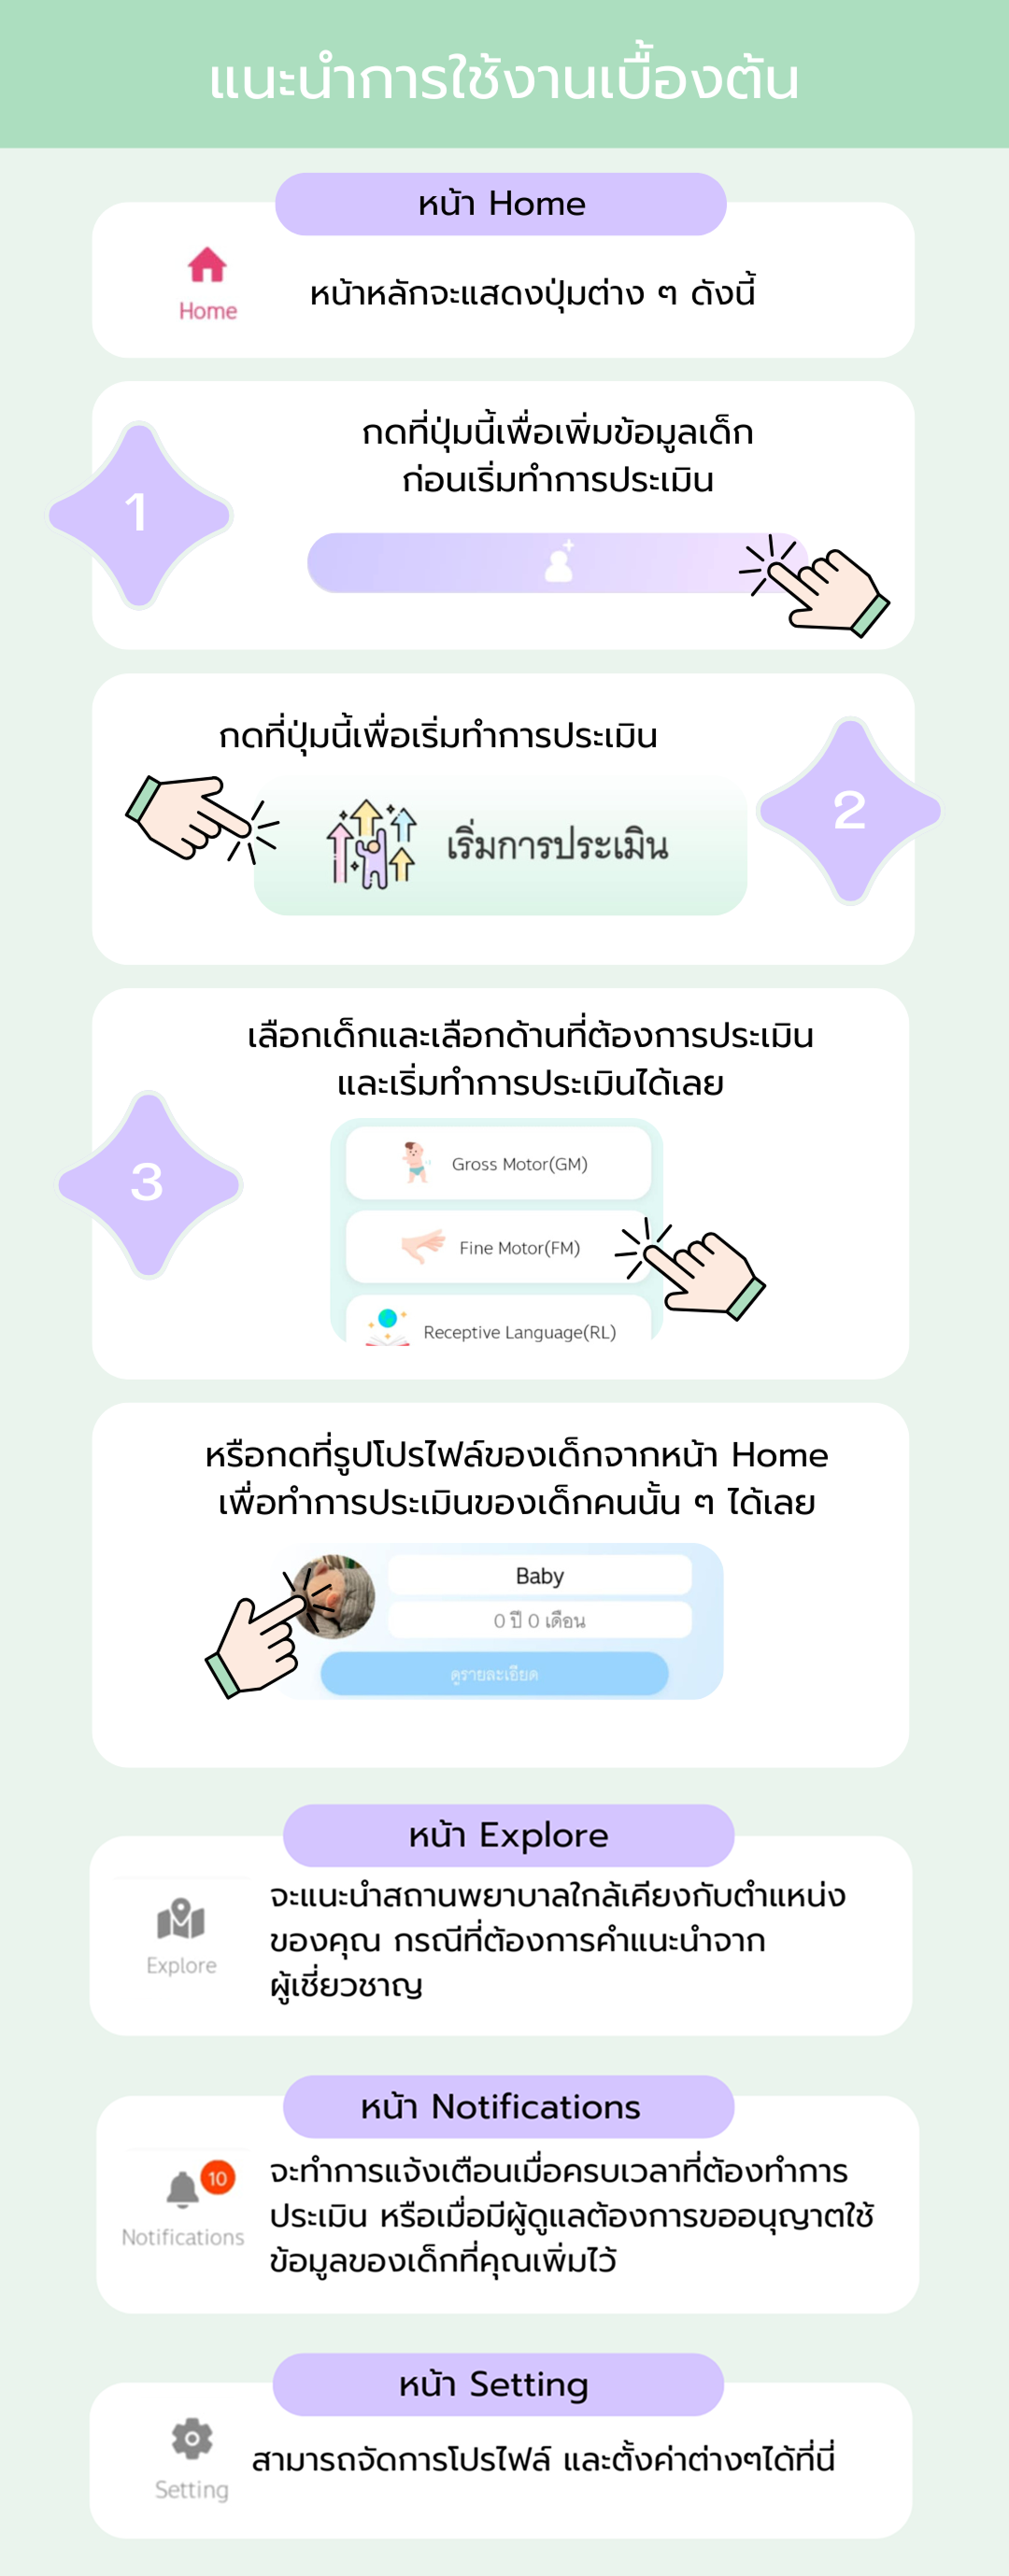 แนะนำการใช้งานเบื้องต้น
หน้า Home
Home
หน้าหลักจะแสดงปุ่มต่าง ๆ ดังนี้
1
กดที่ปุ่มนี้เพื่อเพิ่มข้อมูลเด็ก
ก่อนเริ่มทำการประเมิน
กดที่ปุ่มนี้เพื่อเริ่มทำการประเมิน
2
เริ่มการประเมิน
เลือกเด็กและเลือกด้านที่ต้องการประเมิน
และเริ่มทำการประเมินได้เลย
3
Gross Motor(GM)
Fine Motor(FM)
Receptive Language(RL)
หรือกดที่รูปโปรไฟล์ของเด็กจากหน้า Home
เพื่อทำการประเมินของเด็กคนนั้น ๆ ได้เลย
Baby
0 ปี 0 เดือน
ดูรายละเอียด
หน้า Explore
Explore
จะแนะนำสถานพยาบาลใกล้เคียงกับตำแหน่ง
ของคุณ กรณีที่ต้องการคำแนะนำจาก
ผู้เชี่ยวชาญ
หน้า Notifications
10
Notifications
จะทำการแจ้งเตือนเมื่อครบเวลาที่ต้องทำการ
ประเมิน หรือเมื่อมีผู้ดูแลต้องการขออนุญาตใช้
ข้อมูลของเด็กที่คุณเพิ่มไว้
หน้า Setting
Setting
สามารถจัดการโปรไฟล์ และตั้งค่าต่างๆได้ที่นี่